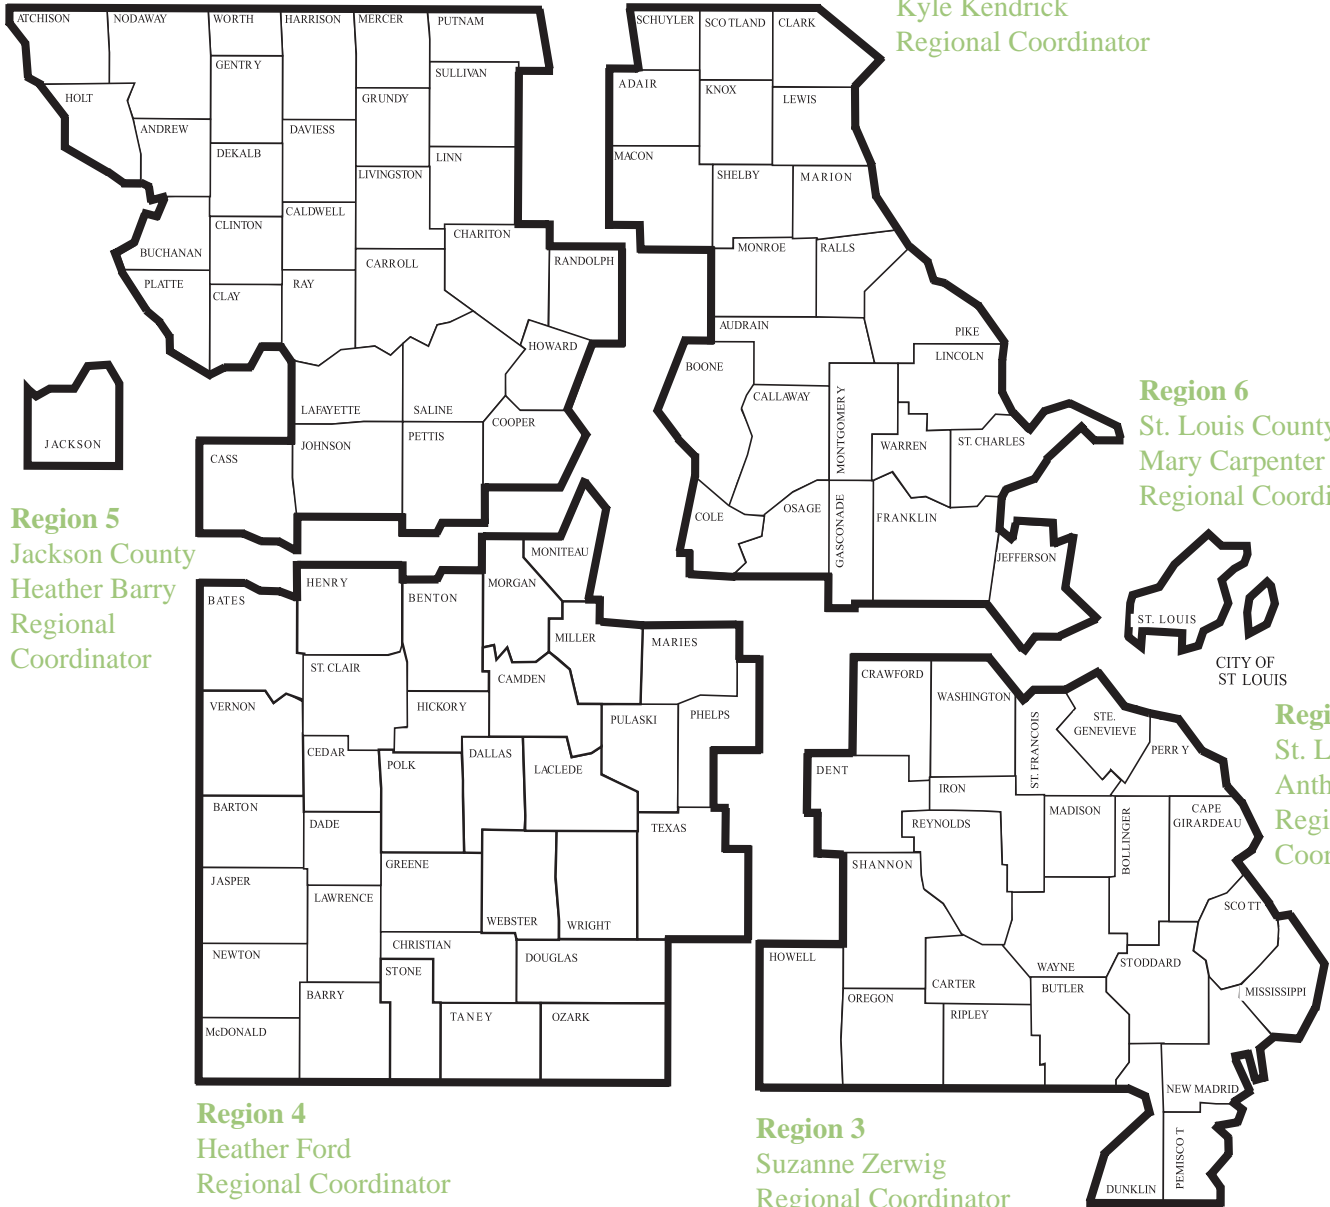 Kyle Kendrick
Regional Coordinator
ATCHISON
NODAWAY
WORTH
HARRISON
MERCER
PUTNAM
GENTRY
SULLIVAN
HOLT
GRUNDY
ANDREW
DAVIESS
DEKALB
LINN
LIVINGSTON
CALDWELL
CLINTON
CHARITON
BUCHANAN
CARROLL
RANDOLPH
PLATTE
CLAY
RAY
HOWARD
LAFAYETTE
SALINE
COOPER
JOHNSON
PETTIS
CASS
JACKSON
SCHUYLER
SCOTLAND
CLARK
ADAIR
KNOX
LEWIS
MACON
SHELBY
MARION
MONROE
RALLS
AUDRAIN
PIKE
LINCOLN
BOONE
CALLAWAY
MONTGOMERY
WARREN
ST. CHARLES
COLE
OSAGE
GASCONADE
FRANKLIN
JEFFERSON
Region 6
St. Louis County
Mary Carpenter
Regional Coordi
Region 5
Jackson County
Heather Barry
Regional
Coordinator
ST. LOUIS
CITY OF
ST LOUIS
MONITEAU
HENRY
MORGAN
BATES
BENTON
MILLER
MARIES
ST. CLAIR
CAMDEN
VERNON
HICKORY
PULASKI
PHELPS
CEDAR
POLK
DALLAS
LACLEDE
BARTON
DADE
TEXAS
GREENE
JASPER
LAWRENCE
WEBSTER
WRIGHT
NEWTON
CHRISTIAN
DOUGLAS
STONE
BARRY
TANEY
OZARK
McDONALD
CRAWFORD
WASHINGTON
ST. FRANCOIS
STE.
GENEVIEVE
PERRY
DENT
IRON
MADISON
BOLLINGER
CAPE
GIRARDEAU
REYNOLDS
SHANNON
SCOTT
HOWELL
WAYNE
STODDARD
CARTER
BUTLER
MISSISSIPPI
OREGON
RIPLEY
NEW MADRID
PEMISCOT
DUNKLIN
Regi
St. L
Anth
Regi
Coor
Region 4
Heather Ford
Regional Coordinator
Region 3
Suzanne Zerwig
Regional Coordinator